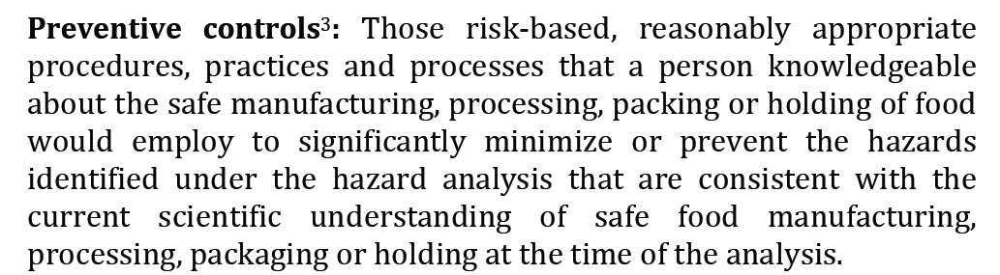 Preventive controls³: Those risk-based, reasonably appropriate
procedures, practices and processes that a person knowledgeable
about the safe manufacturing, processing, packing or holding of food
would employ to significantly minimize or prevent the hazards
identified under the hazard analysis that are consistent with the
current scientific understanding of safe food manufacturing,
processing, packaging or holding at the time of the analysis.